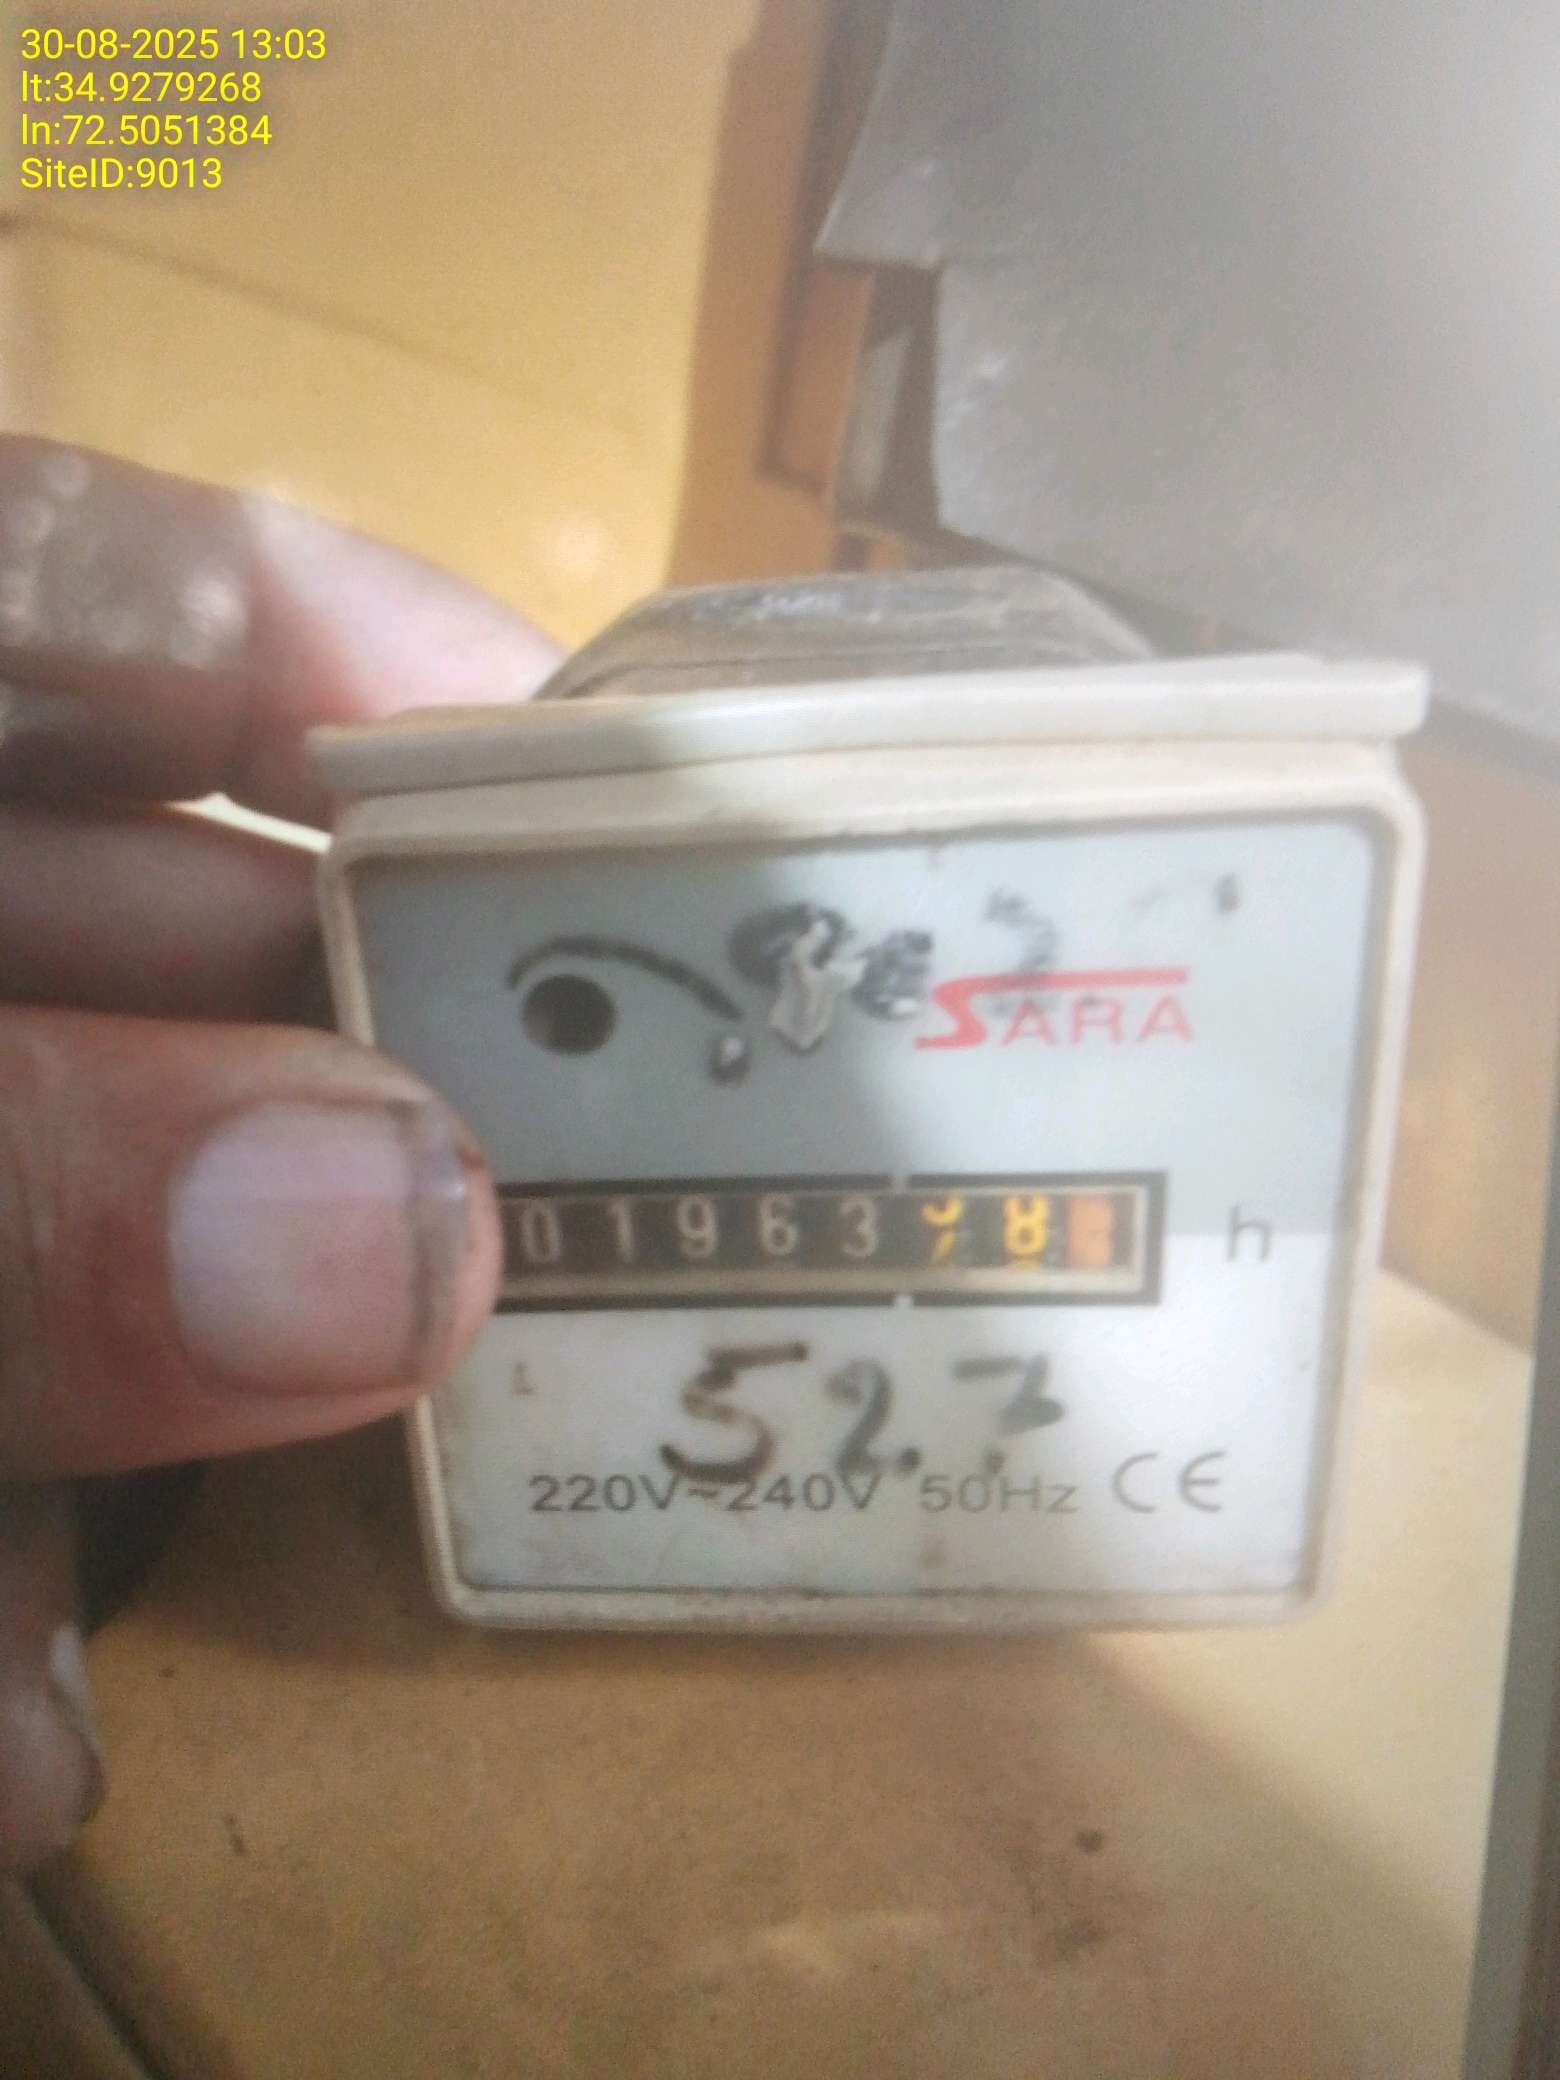 30-08-2025 13:03
lt:34.9279268
ln:72.5051384
SiteID:9013
SARA
01963 8
h
52.7
220V~240V 50Hz CE